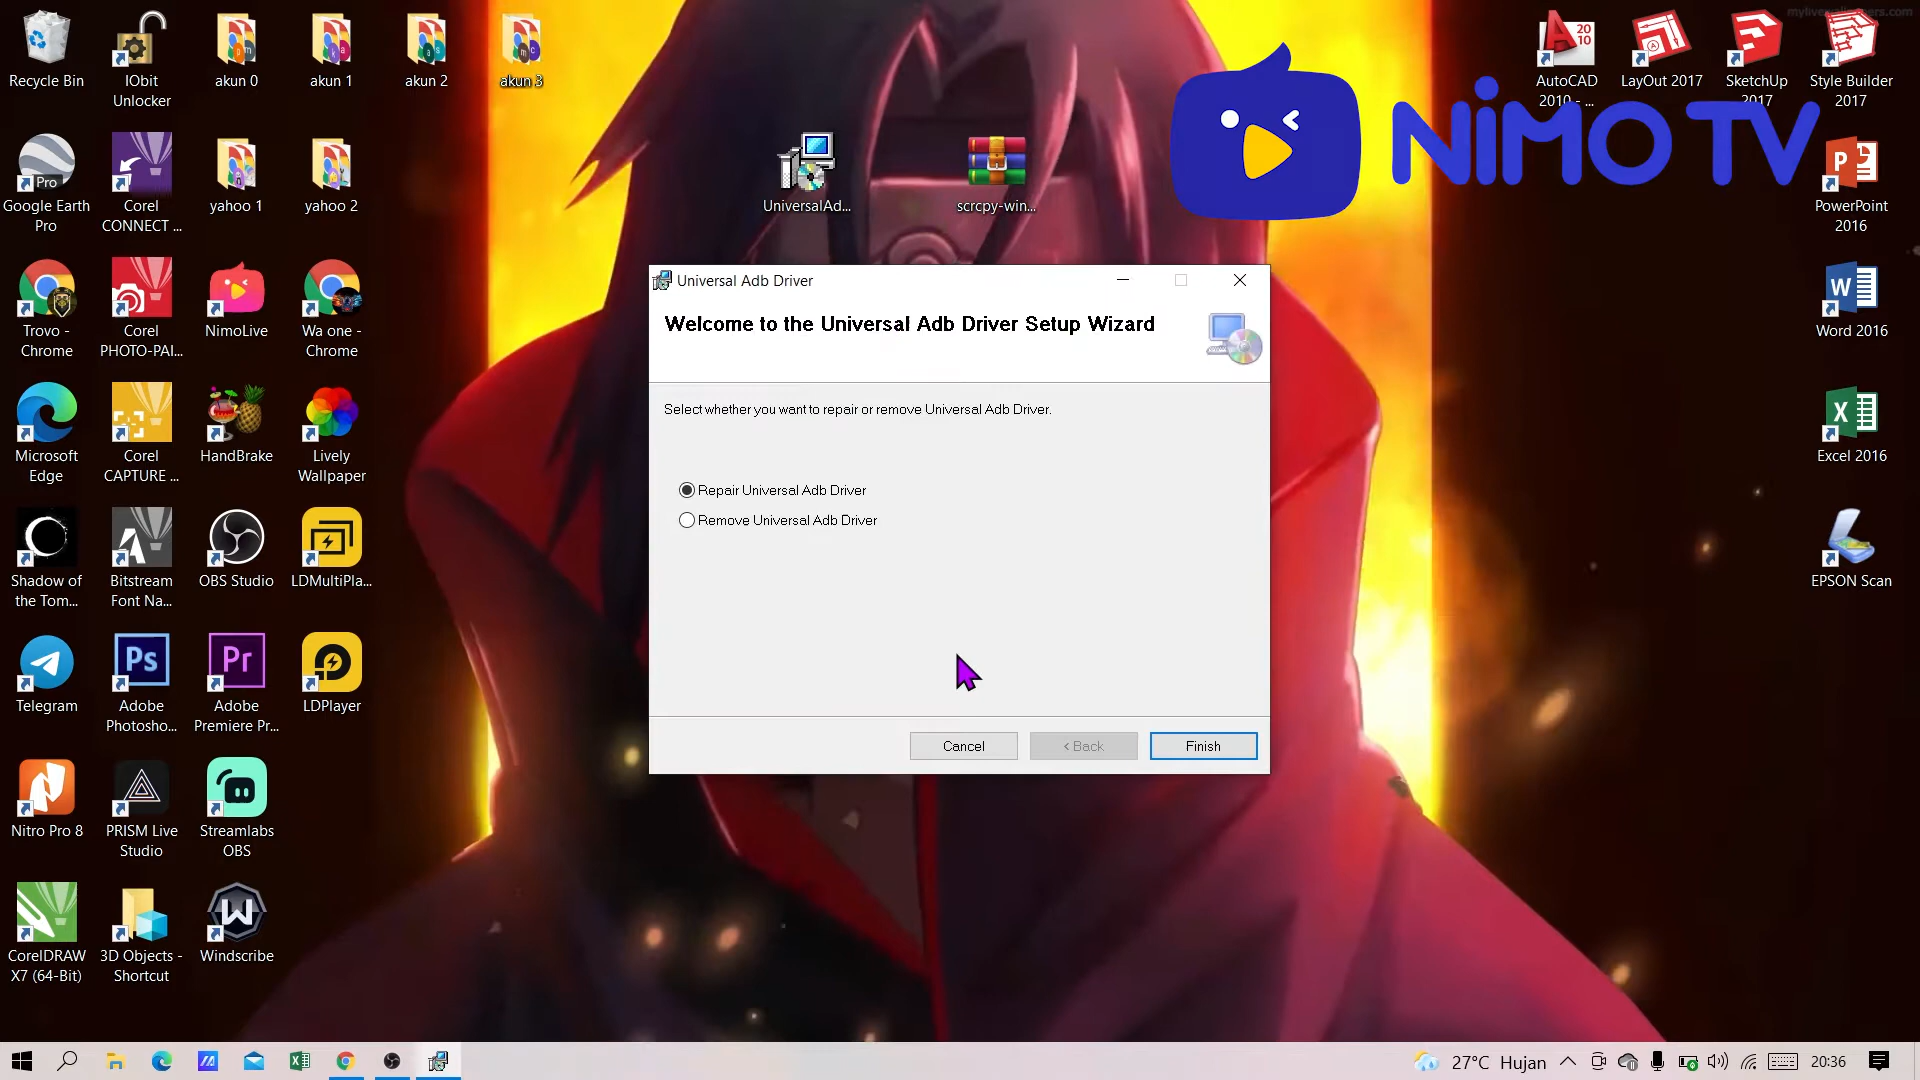 mylivewallpapers.com
Recycle Bin
IObit
Unlocker
akun 0
akun 1
akun 2
akun 3
AutoCAD
2010 - ...
LayOut 2017
SketchUp
2017
Style Builder
2017
NIMO TV
Google Earth
Pro
Corel
CONNECT ...
yahoo 1
yahoo 2
UniversalAd...
scrcpy-win...
PowerPoint
2016
Trovo -
Chrome
Corel
PHOTO-PAI...
NimoLive
Wa one -
Chrome
Word 2016
Universal Adb Driver
Welcome to the Universal Adb Driver Setup Wizard
Select whether you want to repair or remove Universal Adb Driver.
Repair Universal Adb Driver
Remove Universal Adb Driver
Cancel
< Back
Finish
Microsoft
Edge
Corel
CAPTURE ...
HandBrake
Lively
Wallpaper
Excel 2016
Shadow of
the Tom...
Bitstream
Font Na...
OBS Studio
LDMultiPla...
EPSON Scan
Telegram
Adobe
Photosho...
Adobe
Premiere Pr...
LDPlayer
Nitro Pro 8
PRISM Live
Studio
Streamlabs
OBS
CorelDRAW
X7 (64-Bit)
3D Objects -
Shortcut
Windscribe
27°C Hujan
20:36